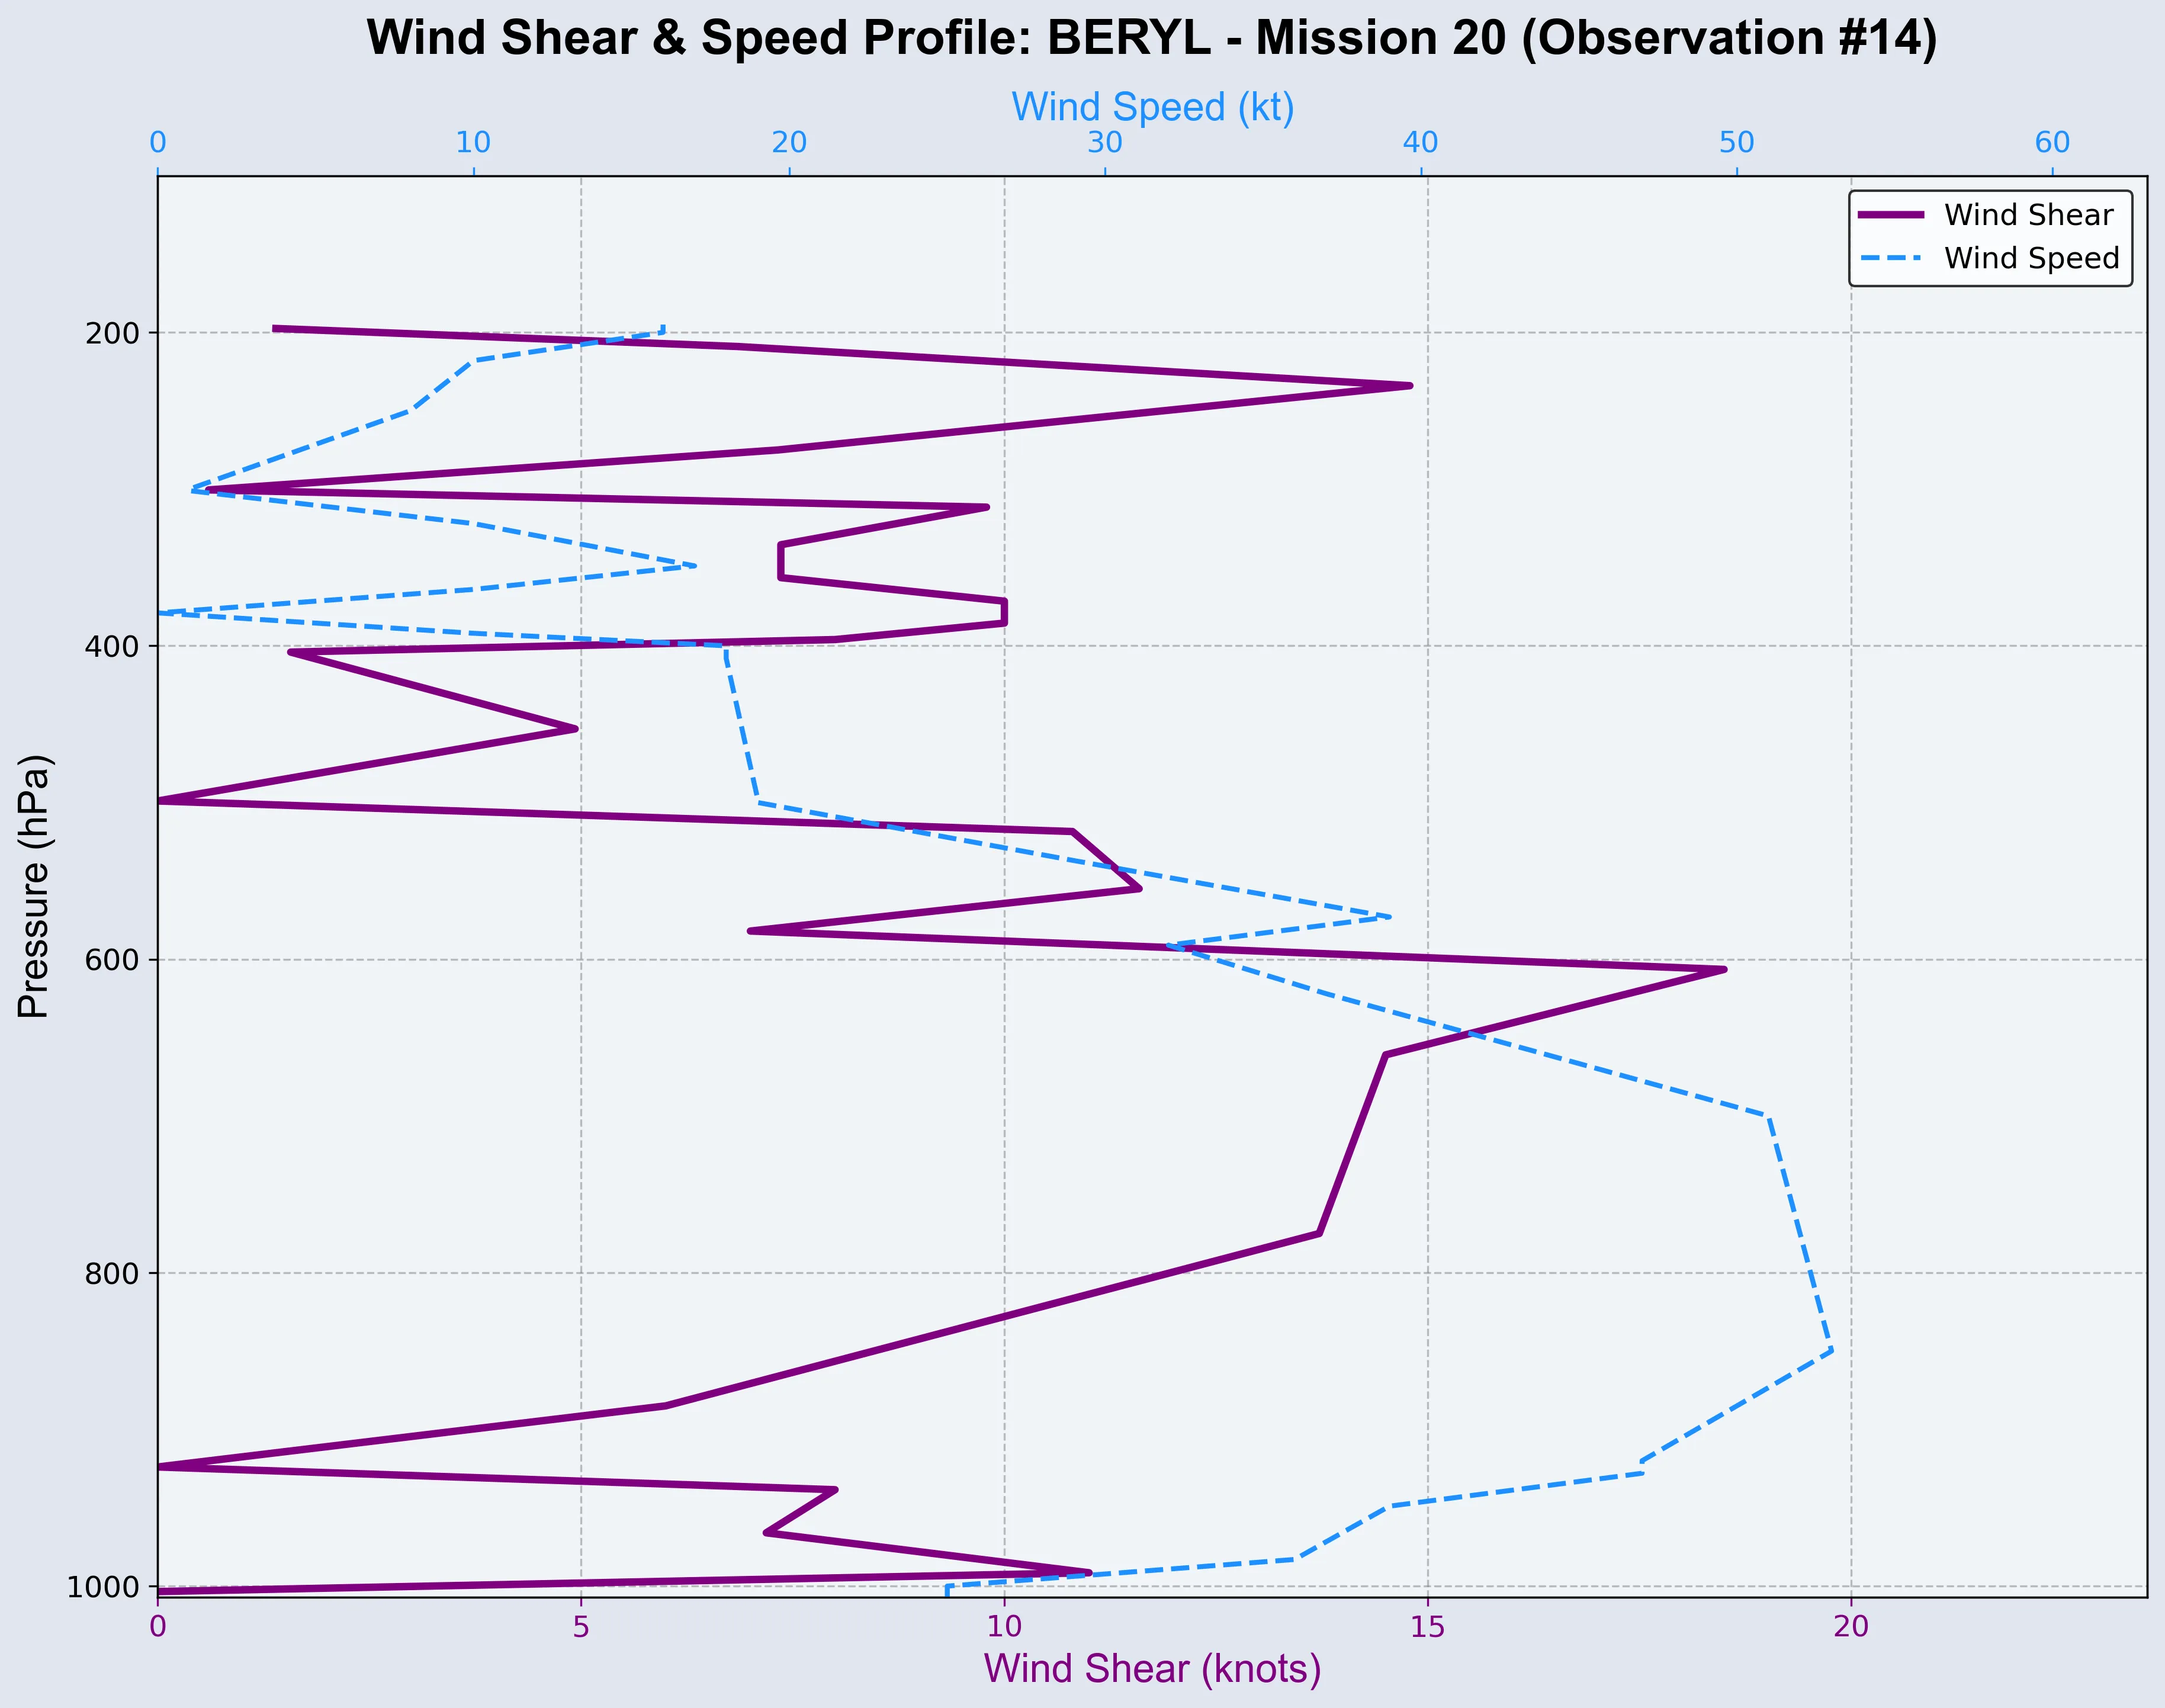 Wind Shear & Speed Profile: BERYL - Mission 20 (Observation #14)
Wind Speed (kt)
0 10 20 30 40 50 60
Wind Shear
Wind Speed
Pressure (hPa)
200
400
600
800
1000
0 5 10 15 20
Wind Shear (knots)